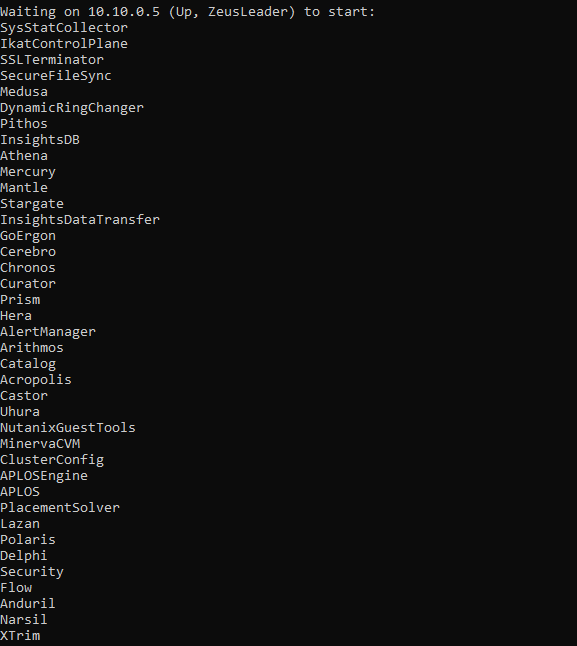 Waiting on 10.10.0.5 (Up, ZeusLeader) to start:
SysStatCollector
IkatControlPlane
SSLTerminator
SecureFileSync
Medusa
DynamicRingChanger
Pithos
InsightsDB
Athena
Mercury
Mantle
Stargate
InsightsDataTransfer
GoErgon
Cerebro
Chronos
Curator
Prism
Hera
AlertManager
Arithmos
Catalog
Acropolis
Castor
Uhura
NutanixGuestTools
MinervaCVM
ClusterConfig
APLOSEngine
APLOS
PlacementSolver
Lazan
Polaris
Delphi
Security
Flow
Anduril
Narsil
XTrim